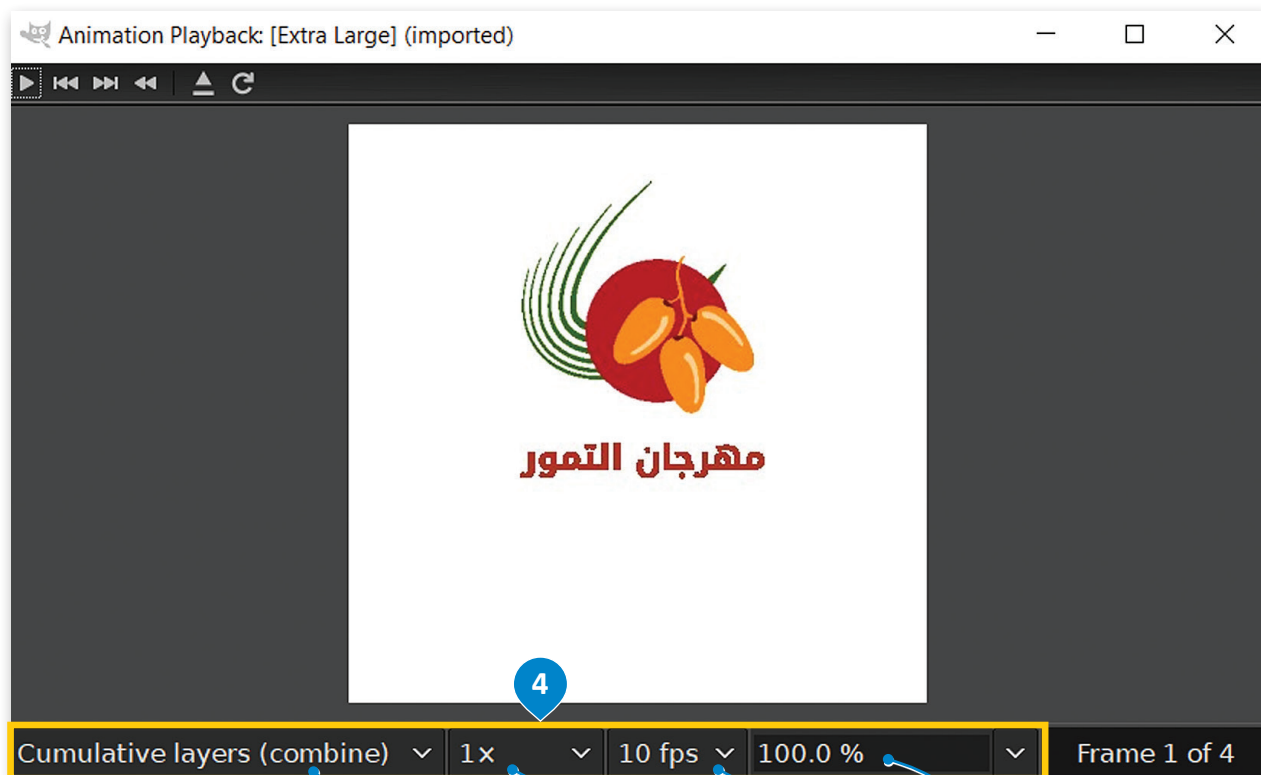 Animation Playback: [Extra Large] (imported)
مهرجان التمور
4
Cumulative layers (combine) 1x 10 fps 100.0 % Frame 1 of 4